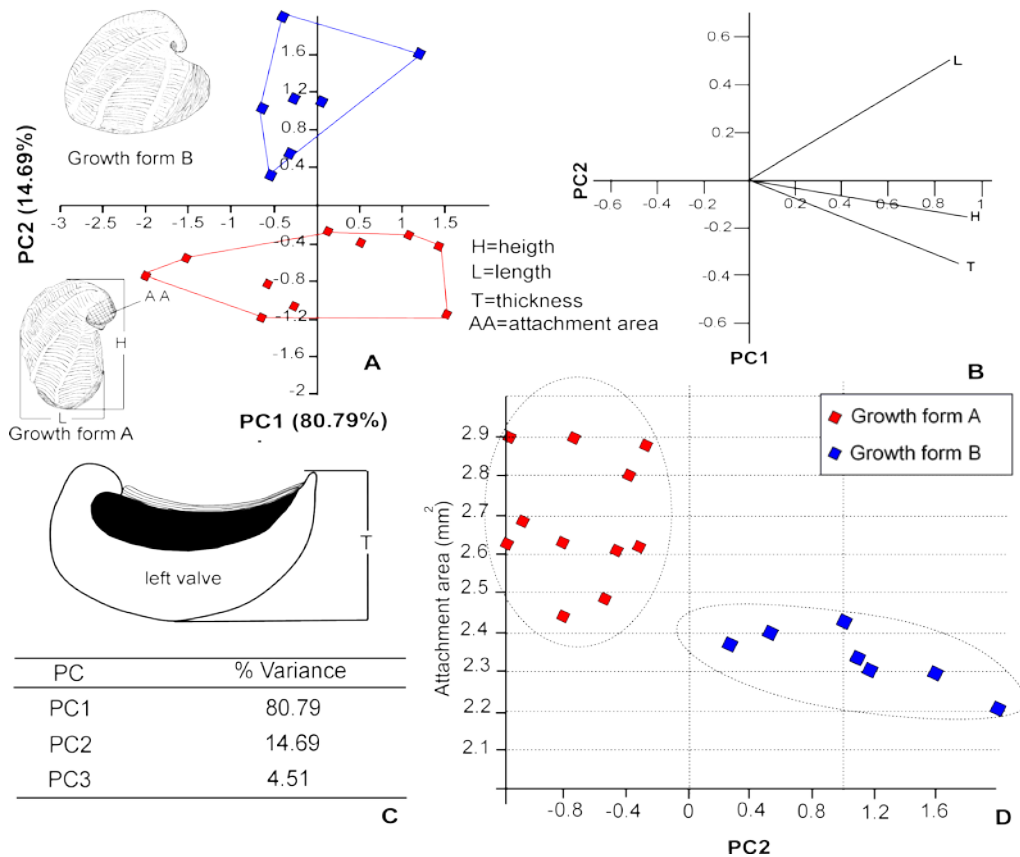 Growth form B
PC2 (14.69%)
1.6
1.2
0.8
0.4
-3 -2.5 -2 -1.5 -1 -0.5 0 0.5 1 1.5
-0.4
-0.8
-1.2
-1.6
-2
A
PC1 (80.79%)
H=heigth
L=length
T=thickness
AA=attachment area
A A
H
L
Growth form A
0.6
0.4
0.2
PC2
-0.6 -0.4 -0.2 0.2 0.4 0.6 0.8 1
-0.2
-0.4
-0.6
L
H
T
PC1
B
left valve
T
PC % Variance
PC1 80.79
PC2 14.69
PC3 4.51
C
Growth form A
Growth form B
Attachment area (mm²)
2.9
2.8
2.7
2.6
2.5
2.4
2.3
2.2
2.1
-0.8 -0.4 0 0.4 0.8 1.2 1.6
PC2
D